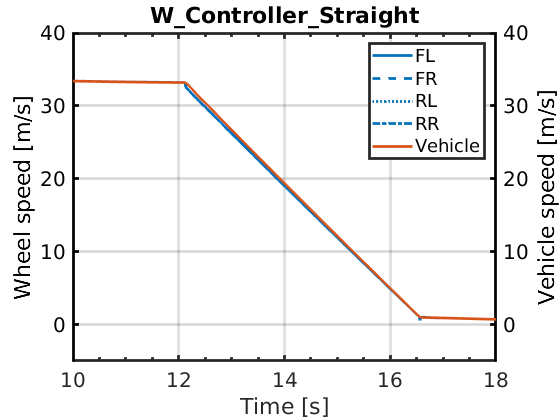 W_Controller_Straight
40
30
20
10
0
Wheel speed [m/s]
FL
FR
RL
RR
Vehicle
40
30
20
10
0
Vehicle speed [m/s]
10
12
14
16
18
Time [s]